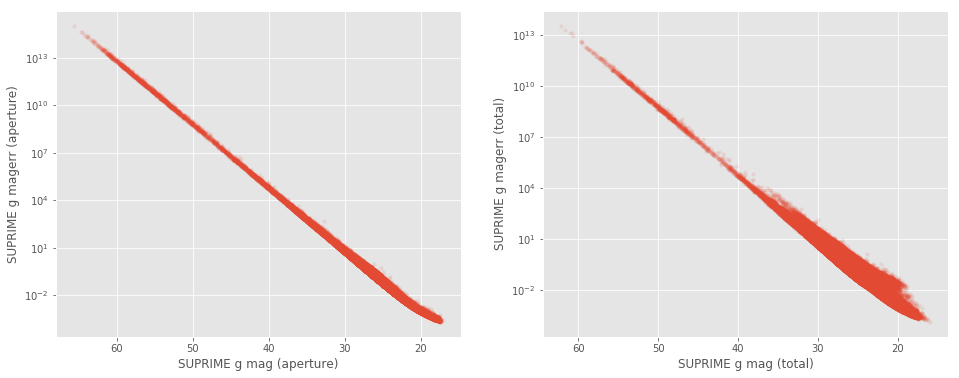 SUPRIME g magerr (aperture)
10^13
10^10
10^7
10^4
10^1
10^-2
60 50 40 30 20
SUPRIME g mag (aperture)
SUPRIME g magerr (total)
10^13
10^10
10^7
10^4
10^1
10^-2
60 50 40 30 20
SUPRIME g mag (total)